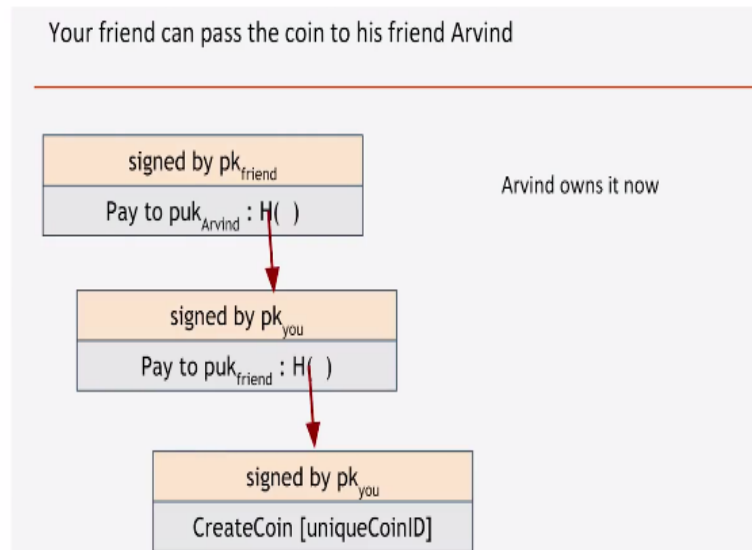 Your friend can pass the coin to his friend Arvind
signed by pk_friend
Arvind owns it now
Pay to puk_Arvind : H( )
signed by pk_you
Pay to puk_friend : H( )
signed by pk_you
CreateCoin [uniqueCoinID]